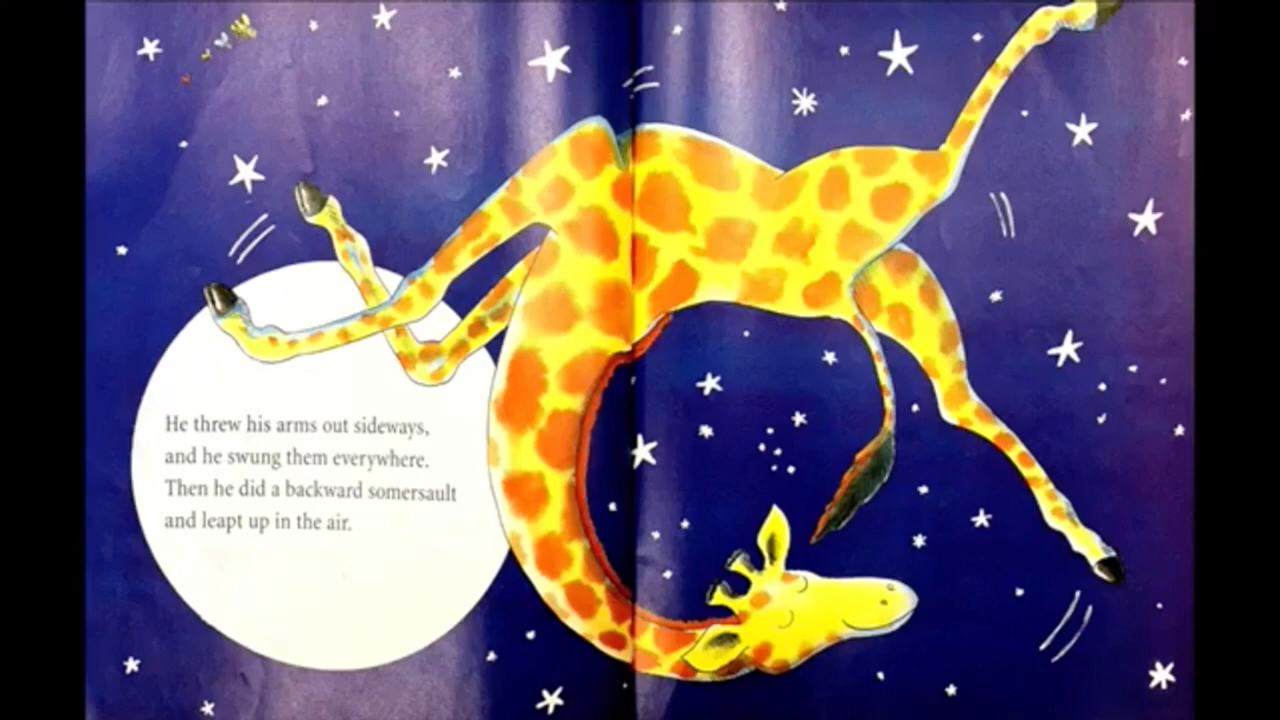 He threw his arms out sideways,
and he swung them everywhere.
Then he did a backward somersault
and leapt up in the air.